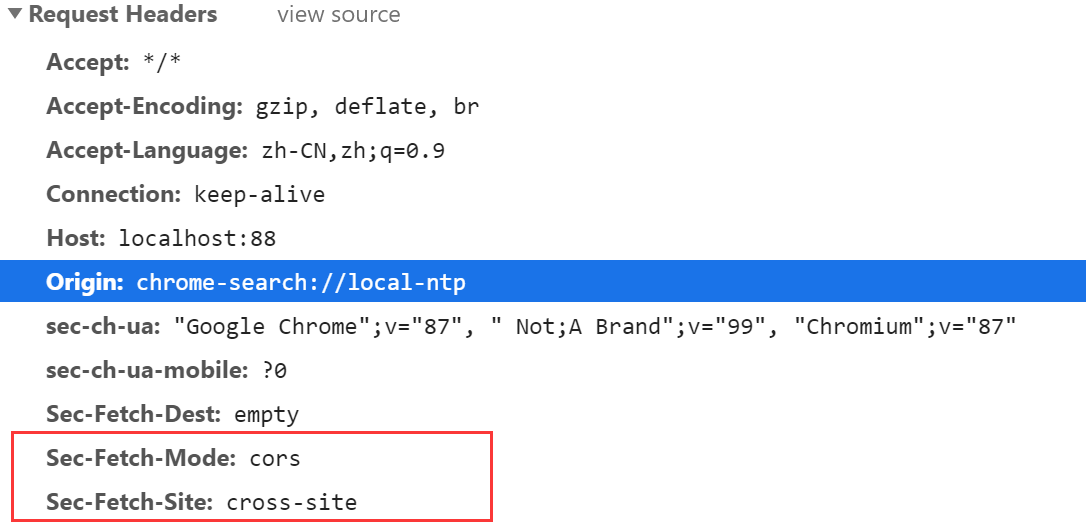 ▼ Request Headers view source
Accept: */*
Accept-Encoding: gzip, deflate, br
Accept-Language: zh-CN,zh;q=0.9
Connection: keep-alive
Host: localhost:88
Origin: chrome-search://local-ntp
sec-ch-ua: "Google Chrome";v="87", " Not;A Brand";v="99", "Chromium";v="87"
sec-ch-ua-mobile: ?0
Sec-Fetch-Dest: empty
Sec-Fetch-Mode: cors
Sec-Fetch-Site: cross-site